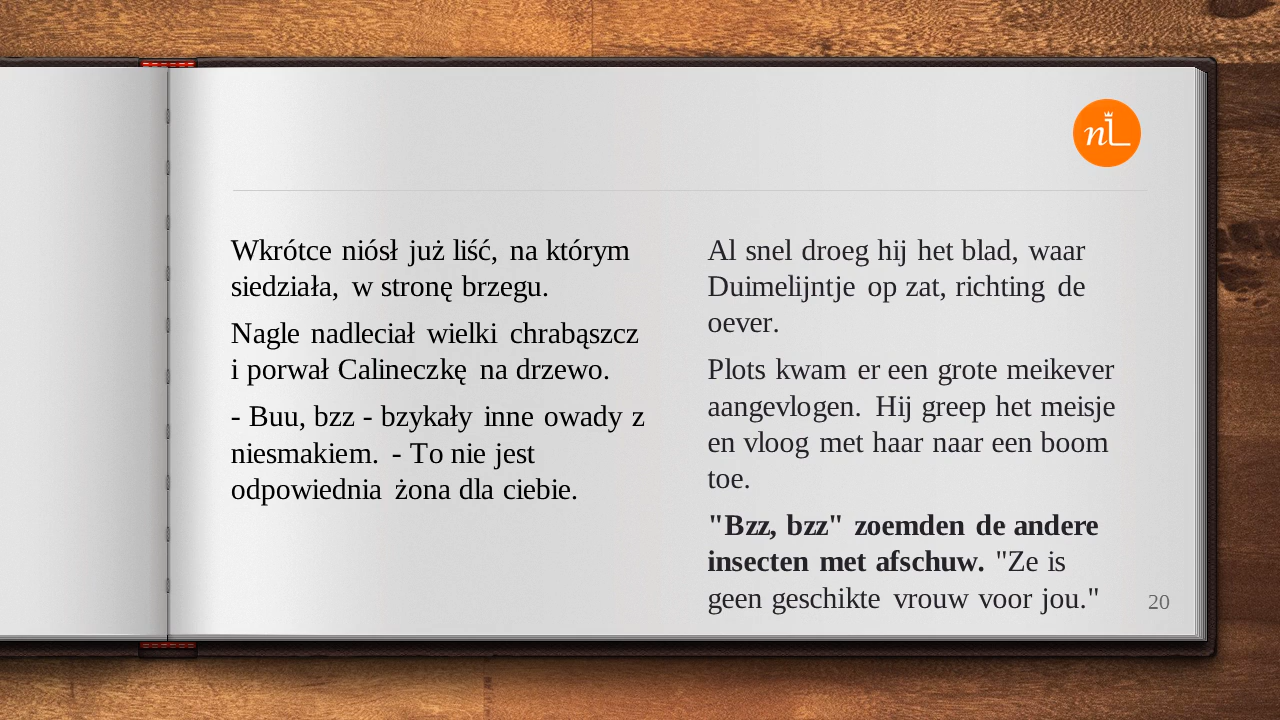 nL
Wkrótce niósł już liść, na którym
siedziała, w stronę brzegu.
Nagle nadleciał wielki chrabąszcz
i porwał Calineczkę na drzewo.
- Buu, bzz - bzykały inne owady z
niesmakiem. - To nie jest
odpowiednia żona dla ciebie.
Al snel droeg hij het blad, waar
Duimelijntje op zat, richting de
oever.
Plots kwam er een grote meikever
aangevlogen. Hij greep het meisje
en vloog met haar naar een boom
toe.
"Bzz, bzz" zoemden de andere
insecten met afschuw. "Ze is
geen geschikte vrouw voor jou."
20